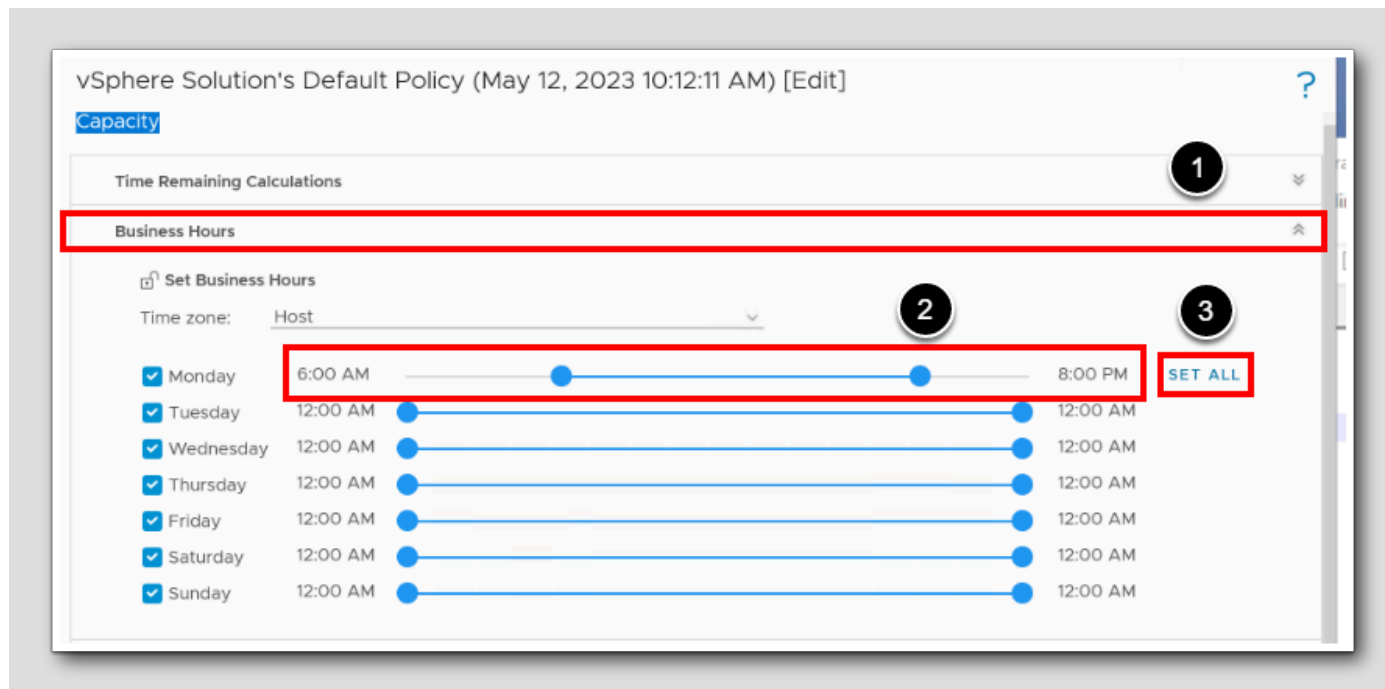 vSphere Solution's Default Policy (May 12, 2023 10:12:11 AM) [Edit]
?
Capacity
1
Time Remaining Calculations
Business Hours
Set Business Hours
2
3
Time zone: Host
Monday 6:00 AM 8:00 PM SET ALL
Tuesday 12:00 AM 12:00 AM
Wednesday 12:00 AM 12:00 AM
Thursday 12:00 AM 12:00 AM
Friday 12:00 AM 12:00 AM
Saturday 12:00 AM 12:00 AM
Sunday 12:00 AM 12:00 AM